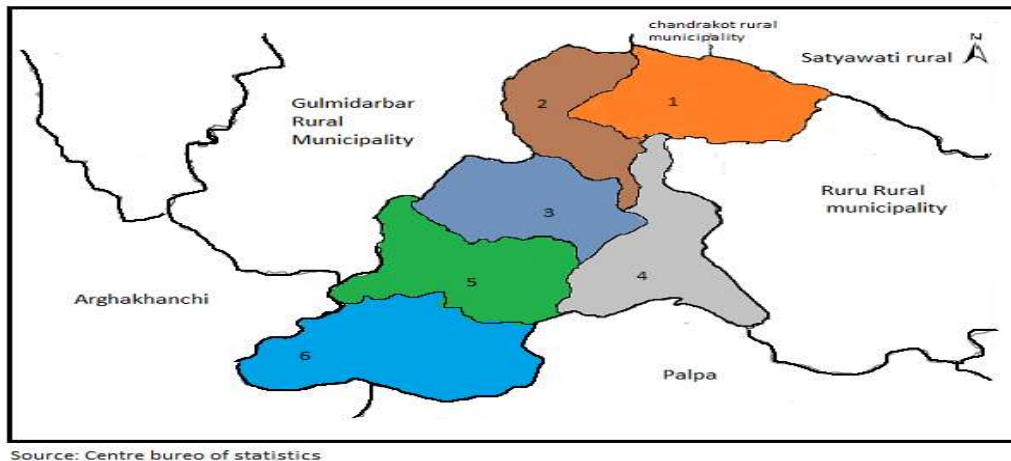 chandrakot rural
municipality
N
Satyawati rural
Gulmidarbar
Rural
Municipality
2
1
Ruru Rural
municipality
3
4
5
Arghakhanchi
6
Palpa
Source: Centre bureo of statistics